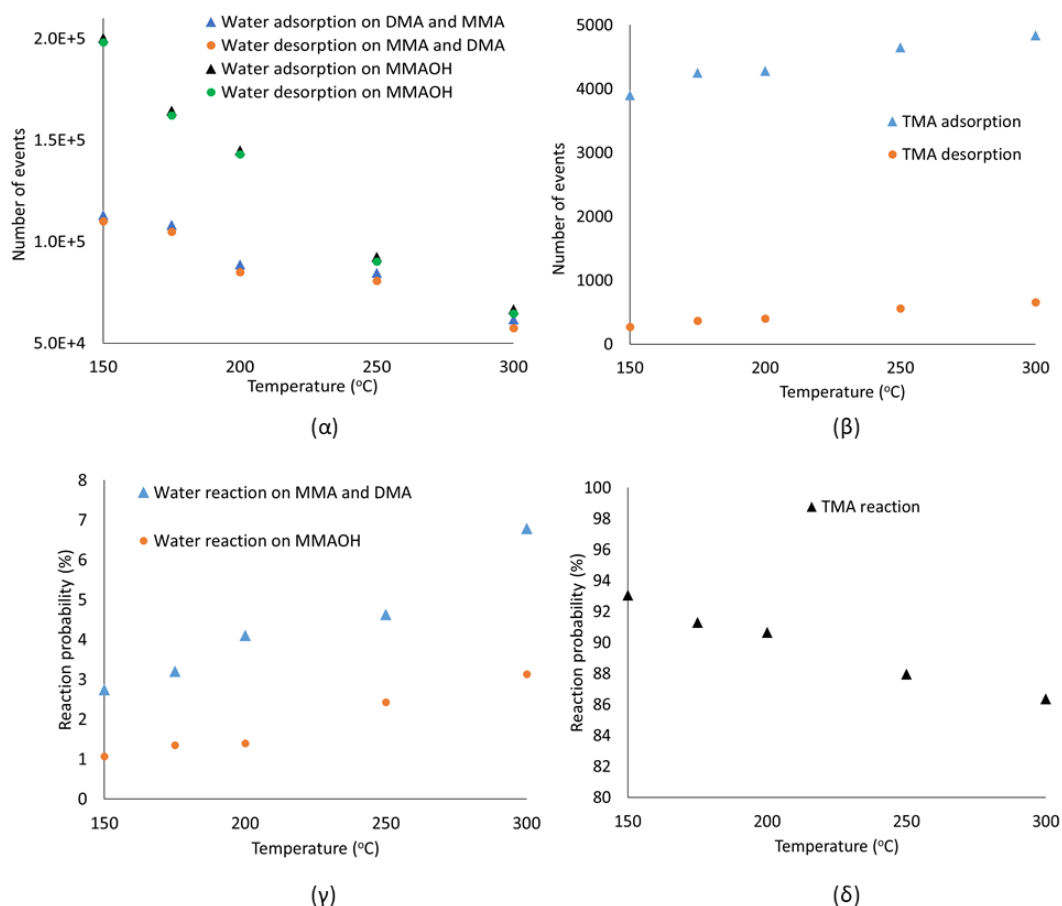 Water adsorption on DMA and MMA
Water desorption on MMA and DMA
Water adsorption on MMAOH
Water desorption on MMAOH
2.0E+5
1.5E+5
1.0E+5
5.0E+4
Number of events
150
200
250
300
Temperature (°C)
(α)
5000
4000
3000
2000
1000
0
Number of events
TMA adsorption
TMA desorption
150
200
250
300
Temperature (°C)
(β)
8
7
6
5
4
3
2
1
0
Reaction probability (%)
Water reaction on MMA and DMA
Water reaction on MMAOH
150
200
250
300
Temperature (°C)
(γ)
100
98
96
94
92
90
88
86
84
82
80
Reaction probability (%)
TMA reaction
150
200
250
300
Temperature (°C)
(δ)